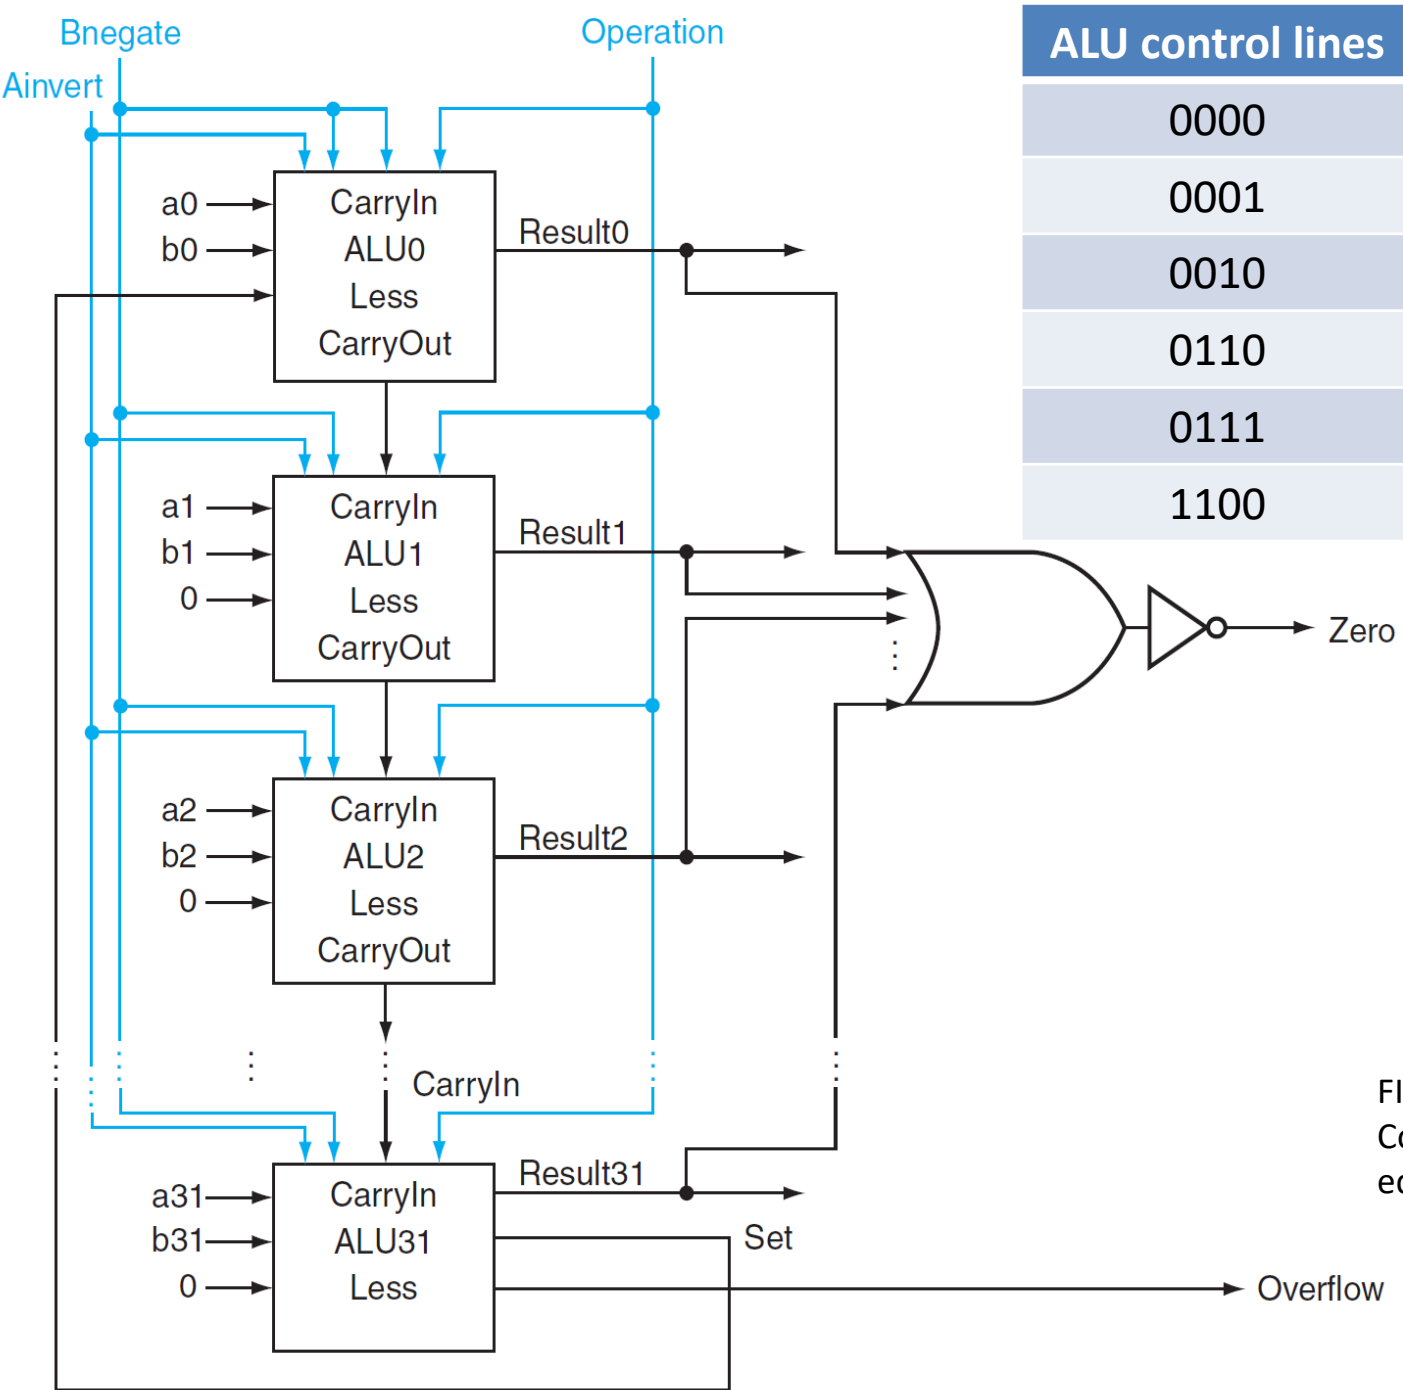 Bnegate
Operation
Ainvert
ALU control lines
0000
0001
0010
0110
0111
1100
a0
b0
CarryIn
ALU0
Less
CarryOut
Result0
a1
b1
0
CarryIn
ALU1
Less
CarryOut
Result1
Zero
a2
b2
0
CarryIn
ALU2
Less
CarryOut
Result2
CarryIn
a31
b31
0
CarryIn
ALU31
Less
Result31
Set
Overflow